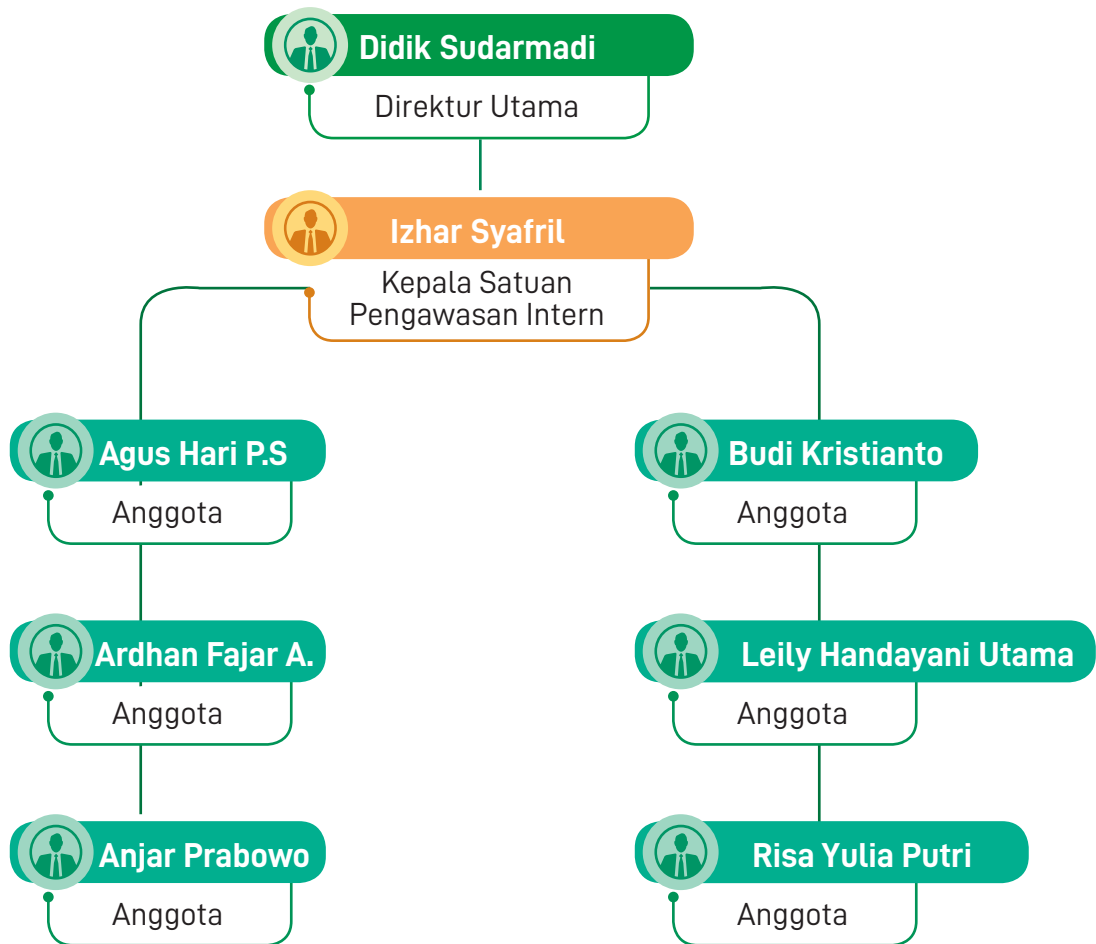 Didik Sudarmadi
Direktur Utama
Izhar Syafril
Kepala Satuan
Pengawasan Intern
Agus Hari P.S
Anggota
Budi Kristianto
Anggota
Ardhan Fajar A.
Anggota
Leily Handayani Utama
Anggota
Anjar Prabowo
Anggota
Risa Yulia Putri
Anggota